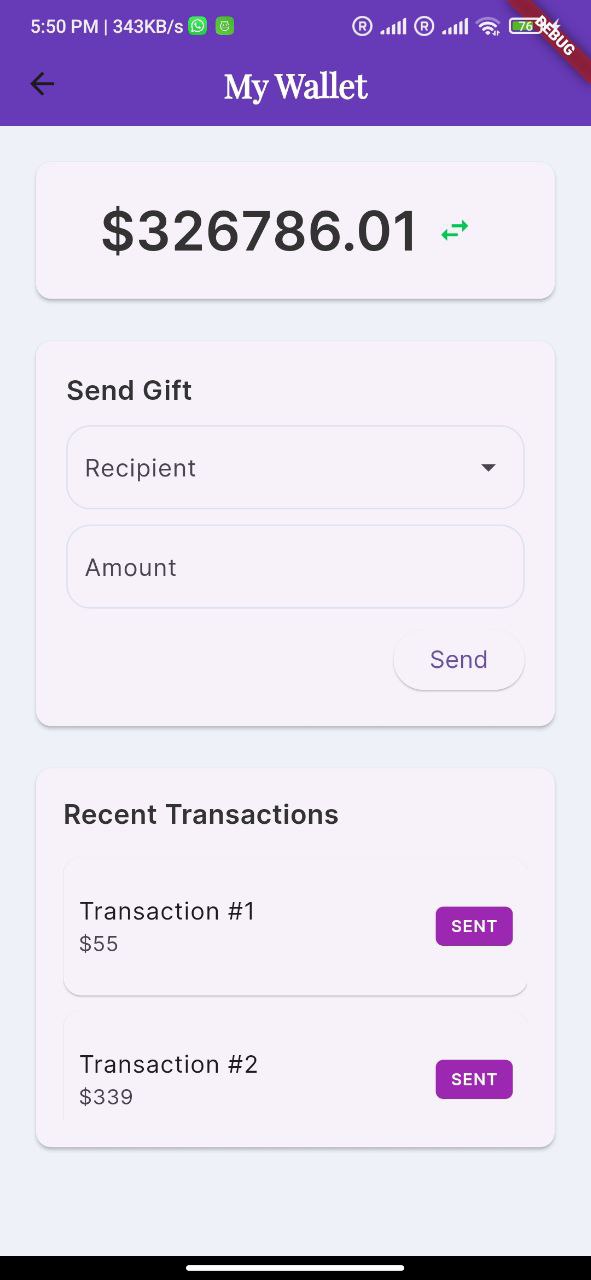 5:50 PM | 343KB/s
R R 76
DEBUG
My Wallet
$326786.01
Send Gift
Recipient
Amount
Send
Recent Transactions
Transaction #1
$55
SENT
Transaction #2
$339
SENT